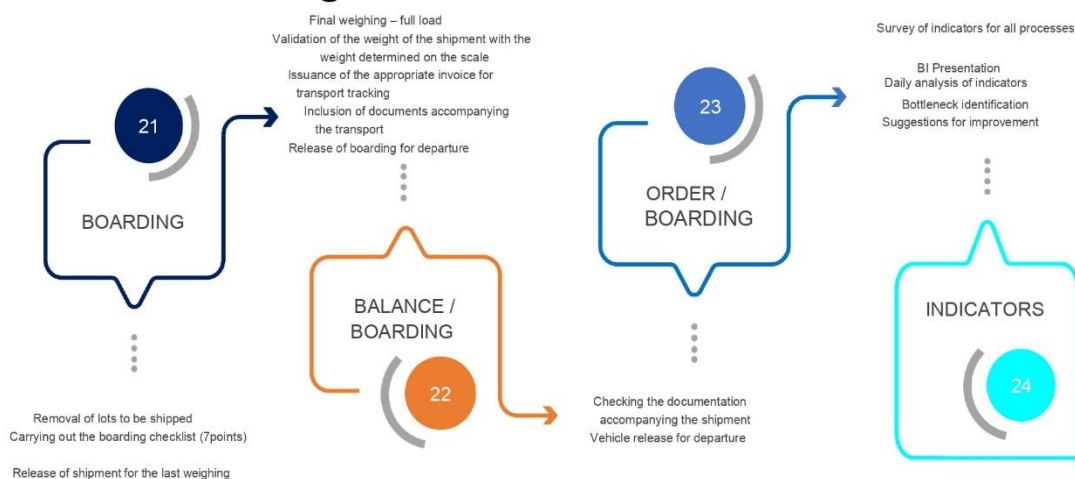 21
BOARDING
Removal of lots to be shipped
Carrying out the boarding checklist (7points)
Release of shipment for the last weighing
Final weighing – full load
Validation of the weight of the shipment with the
weight determined on the scale
Issuance of the appropriate invoice for
transport tracking
Inclusion of documents accompanying
the transport
Release of boarding for departure
BALANCE /
BOARDING
22
23
ORDER /
BOARDING
Checking the documentation
accompanying the shipment
Vehicle release for departure
Survey of indicators for all processes
BI Presentation
Daily analysis of indicators
Bottleneck identification
Suggestions for improvement
INDICATORS
24